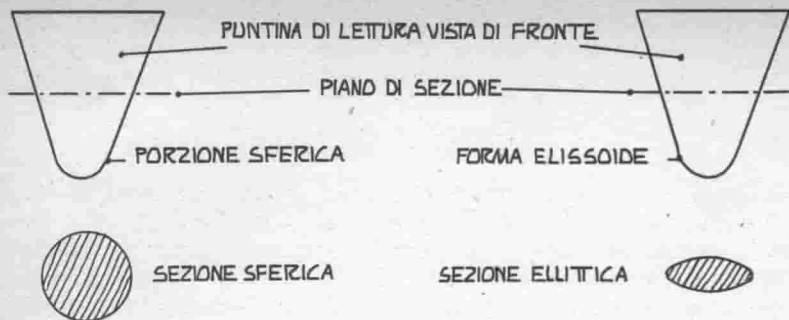 PUNTINA DI LETTURA VISTA DI FRONTE
PIANO DI SEZIONE
PORZIONE SFERICA
FORMA ELISSOIDE
SEZIONE SFERICA
SEZIONE ELLITTICA